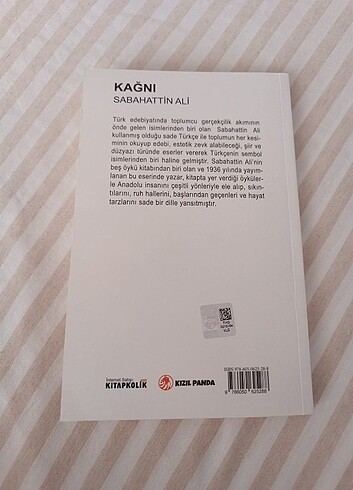 KAĞNI
SABAHATTİN ALİ
Türk edebiyatında toplumcu gerçekçilik akımının
önde gelen isimlerinden biri olan Sabahattin Ali
kullanmış olduğu sade Türkçe ile toplumun her kesi-
minin okuyup edebi, estetik zevk alabileceği, şiir ve
düzyazı türünde eserler vererek Türkçenin sembol
isimlerinden biri haline gelmiştir. Sabahattin Ali'nin
beş öykü kitabından biri olan ve 1936 yılında yayım-
lanan bu eserinde yazar, kitapta yer verdiği öyküler-
le Anadolu insanını çeşitli yönleriyle ele alıp, sıkın-
tılarını, ruh hallerini, başlarından geçenleri ve hayat
tarzlarını sade bir dille yansıtmıştır.
İnternet Satışı
KITAPKOLİK
KIZIL PANDA